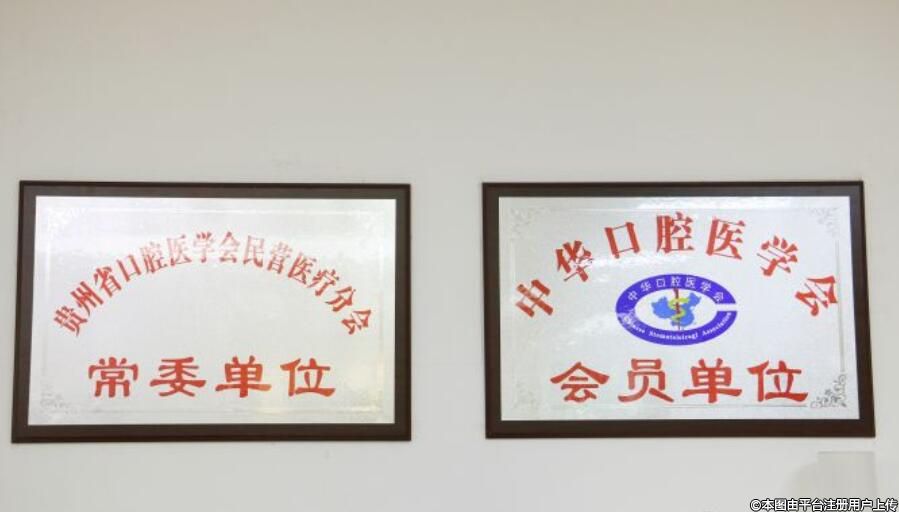 贵州省口腔医学会民营医疗分会
常委单位
中华口腔医学会
中华口腔医学会
Association
会员单位
©本图由平台注册用户上传